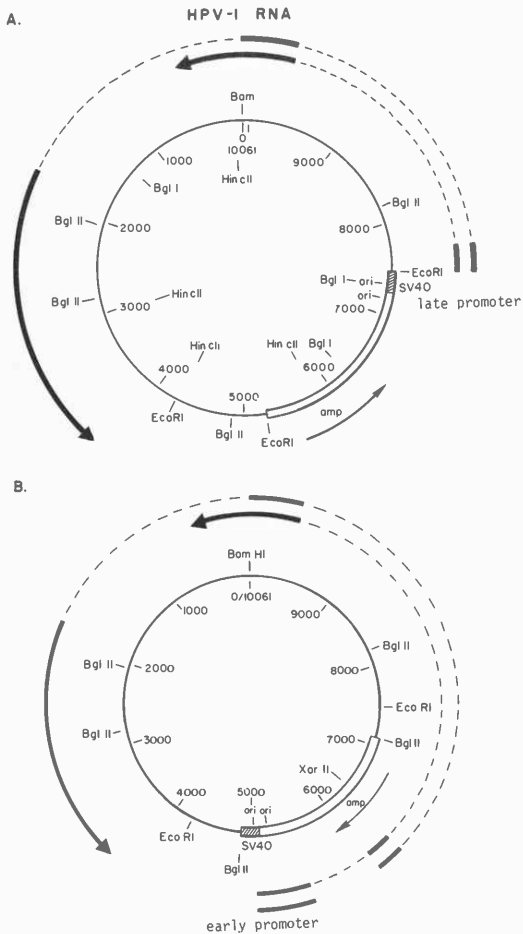 HPV-1 RNA
A.
Bam
0
1
10061
Hinc II
1000
9000
Bgl I
Bgl II
8000
Bgl II
2000
EcoRI
Bgl I
ori
SV40
ori
late promoter
7000
Bgl II
3000
Hinc II
Hinc II
Hinc II
Bgl I
6000
4000
5000
amp
EcoRI
Bgl II
EcoRI
B.
Bam HI
0/10061
1000
9000
Bgl II
8000
Bgl II
2000
Eco RI
7000
Bgl II
Bgl II
3000
Xor II
6000
amp
4000
5000
ori
ori
Eco RI
SV40
Bgl II
early promoter